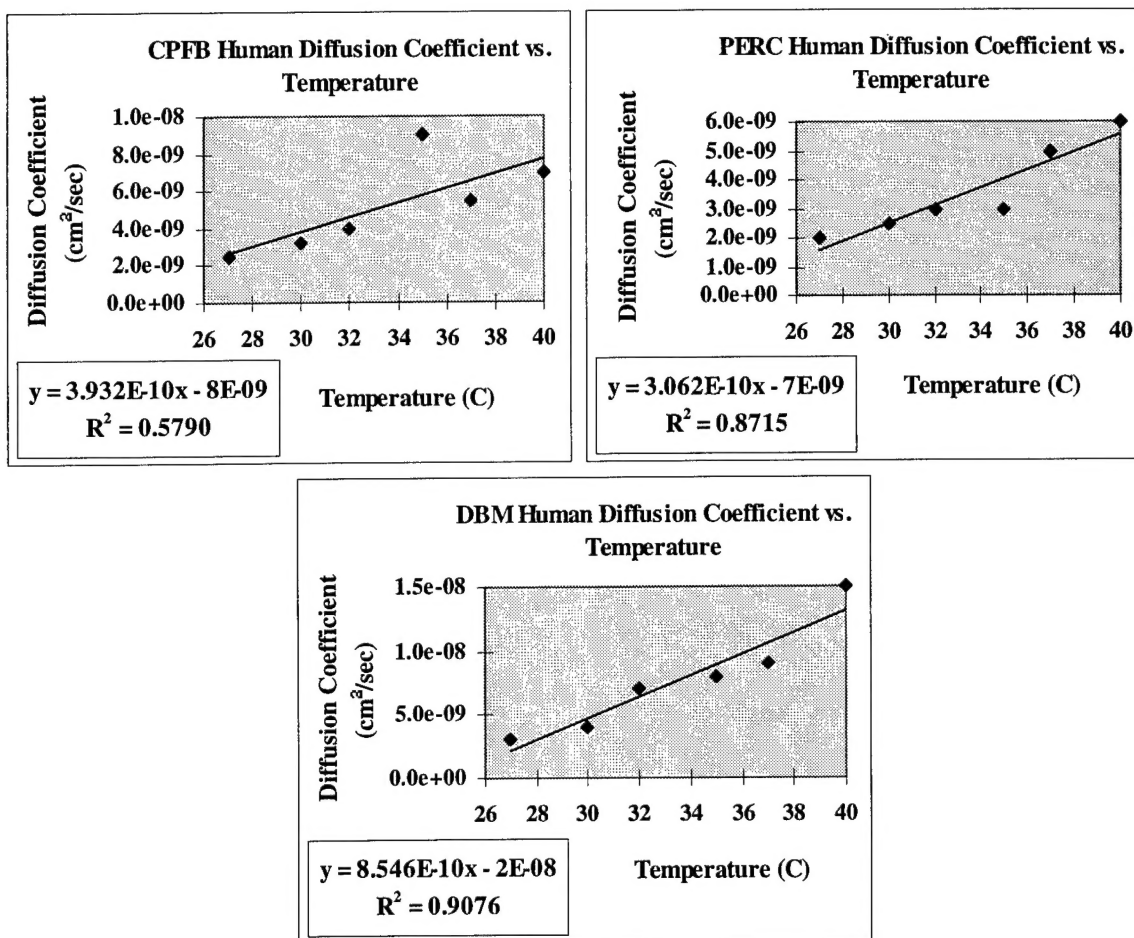 CPFB Human Diffusion Coefficient vs.
Temperature
Diffusion Coefficient
(cm²/sec)
1.0e-08
8.0e-09
6.0e-09
4.0e-09
2.0e-09
0.0e+00
26 28 30 32 34 36 38 40
Temperature (C)
y = 3.932E-10x - 8E-09
R² = 0.5790
PERC Human Diffusion Coefficient vs.
Temperature
Diffusion Coefficient
(cm²/sec)
6.0e-09
5.0e-09
4.0e-09
3.0e-09
2.0e-09
1.0e-09
0.0e+00
26 28 30 32 34 36 38 40
Temperature (C)
y = 3.062E-10x - 7E-09
R² = 0.8715
DBM Human Diffusion Coefficient vs.
Temperature
Diffusion Coefficient
(cm²/sec)
1.5e-08
1.0e-08
5.0e-09
0.0e+00
26 28 30 32 34 36 38 40
Temperature (C)
y = 8.546E-10x - 2E-08
R² = 0.9076